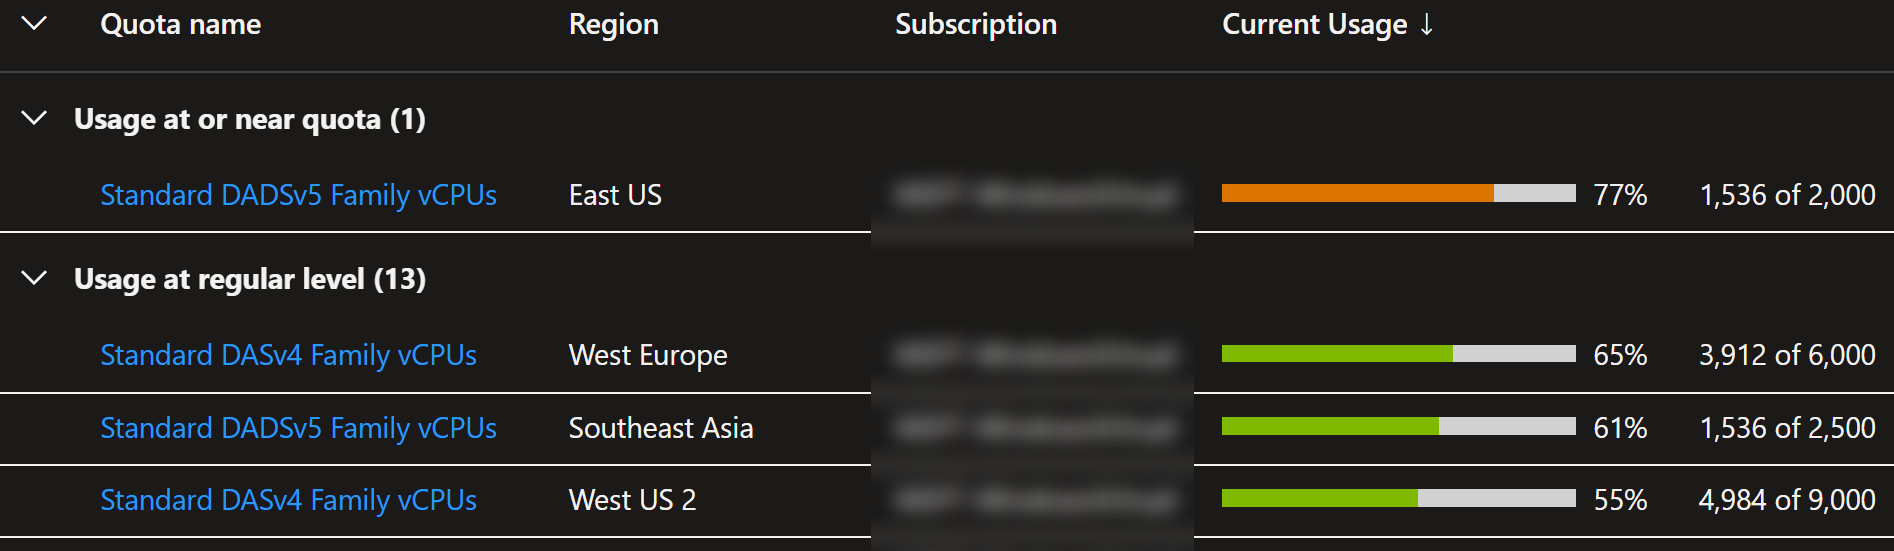 Quota name Region Subscription Current Usage ↓
Usage at or near quota (1)
Standard DADSv5 Family vCPUs East US 77% 1,536 of 2,000
Usage at regular level (13)
Standard DASv4 Family vCPUs West Europe 65% 3,912 of 6,000
Standard DADSv5 Family vCPUs Southeast Asia 61% 1,536 of 2,500
Standard DASv4 Family vCPUs West US 2 55% 4,984 of 9,000